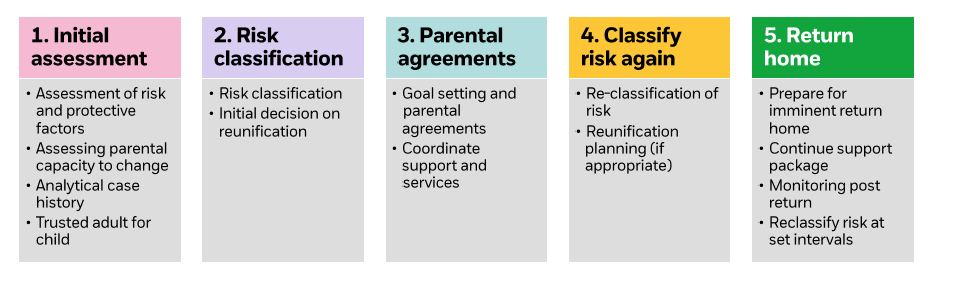 1. Initial
assessment
• Assessment of risk
and protective
factors
• Assessing parental
capacity to change
• Analytical case
history
• Trusted adult for
child
2. Risk
classification
• Risk classification
• Initial decision on
reunification
3. Parental
agreements
• Goal setting and
parental
agreements
• Coordinate
support and
services
4. Classify
risk again
• Re-classification of
risk
• Reunification
planning (if
appropriate)
5. Return
home
• Prepare for
imminent return
home
• Continue support
package
• Monitoring post
return
• Reclassify risk at
set intervals